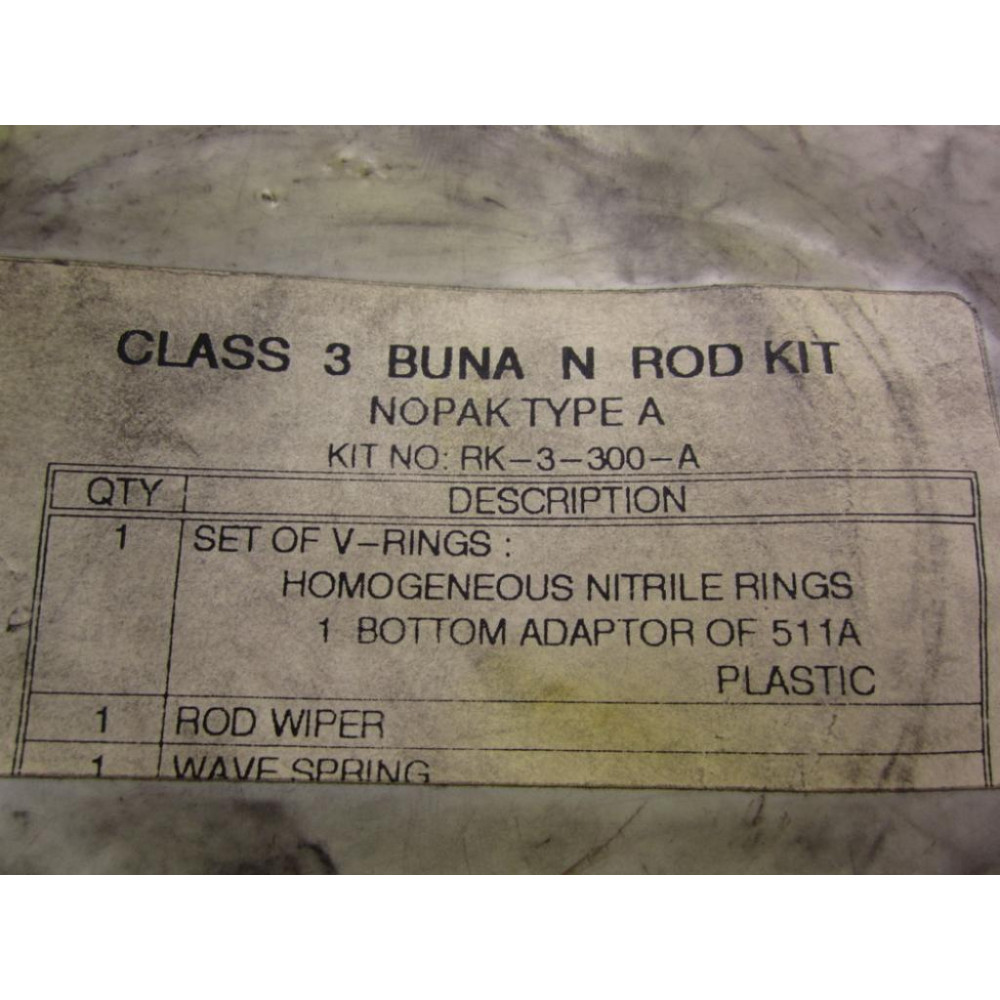 CLASS 3 BUNA N ROD KIT
NOPAK TYPE A
KIT NO: RK-3-300-A
QTY DESCRIPTION
1 SET OF V-RINGS :
HOMOGENEOUS NITRILE RINGS
1 BOTTOM ADAPTOR OF 511A
PLASTIC
1 ROD WIPER
1 WAVE SPRING